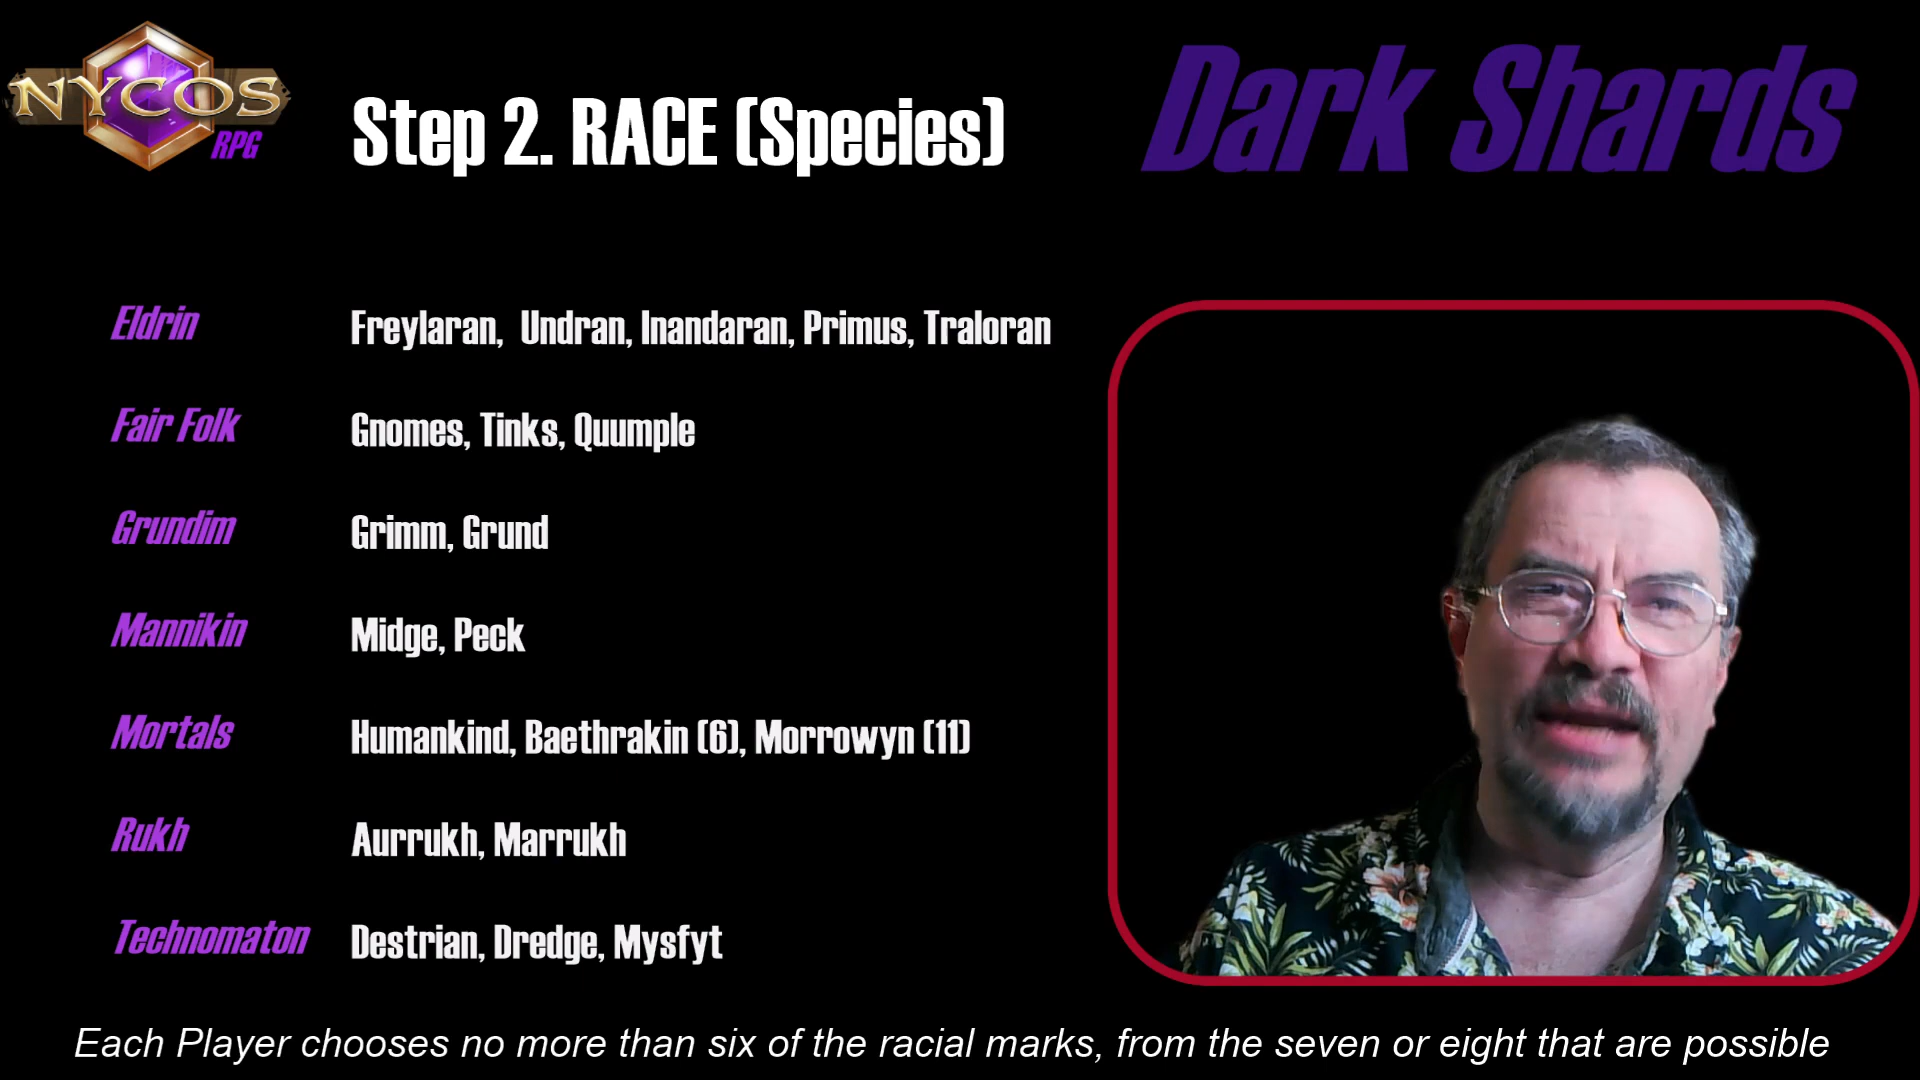 NYCOS
RPG
Step 2. RACE (Species)
Dark Shards
Eldrin Freylaran, Undran, Inandaran, Primus, Traloran
Fair Folk Gnomes, Tinks, Quumple
Grundim Grimm, Grund
Mannikin Midge, Peck
Mortals Humankind, Baethrakin (6), Morrowyn (11)
Rukh Aurrukh, Marrukh
Technomaton Destrian, Dredge, Mysfyt
Each Player chooses no more than six of the racial marks, from the seven or eight that are possible